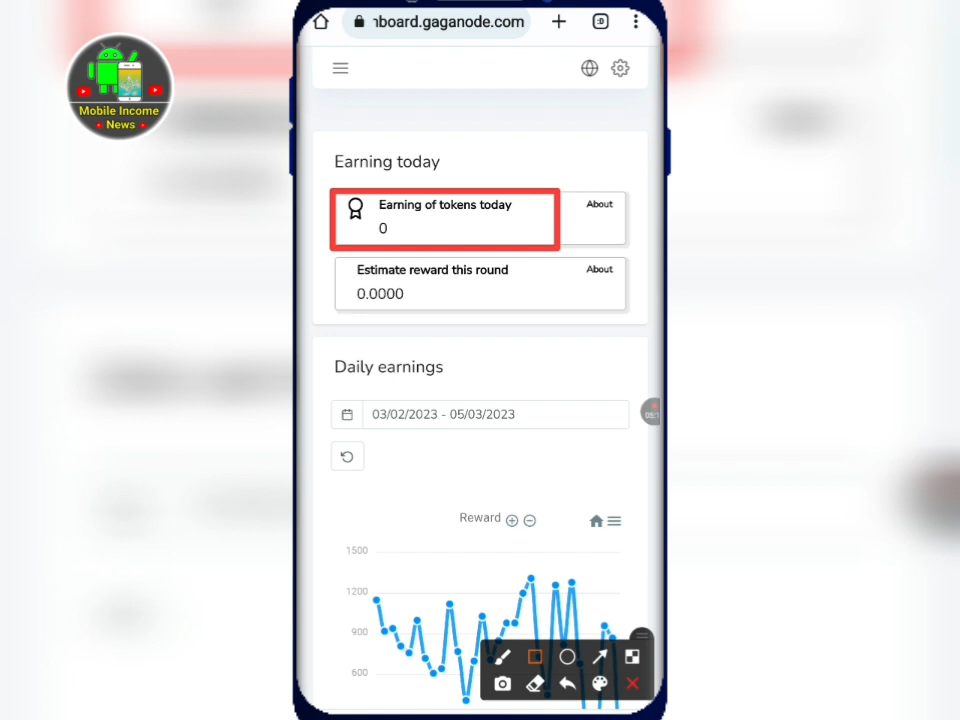 board.gaganode.com
:D
Mobile Income
News
Earning today
Earning of tokens today
About
0
Estimate reward this round
About
0.0000
Daily earnings
03/02/2023 - 05/03/2023
Reward
1500
1200
900
600